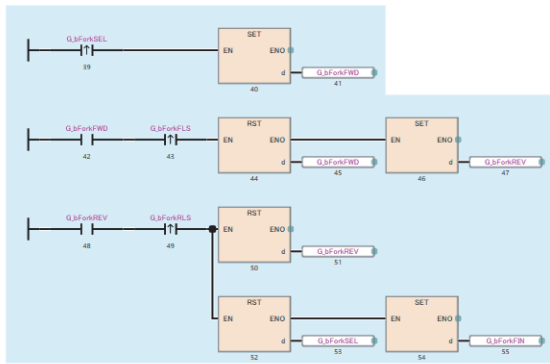 G_bForkSEL
SET
EN ENO
39
d G_bForkFWD
40 41
G_bForkFWD G_bForkFLS
RST SET
EN ENO EN ENO
42 43
d G_bForkFWD d G_bForkREV
44 45 46 47
G_bForkREV G_bForkRLS
RST
EN ENO
48 49
d G_bForkREV
50 51
RST SET
EN ENO EN ENO
d G_bForkSEL d G_bForkFIN
52 53 54 55